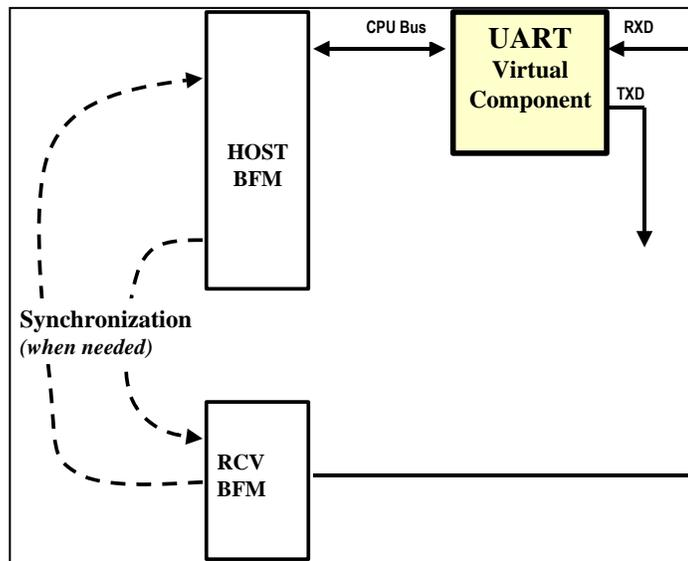 CPU Bus
UART
Virtual
Component
RXD
TXD
HOST
BFM
Synchronization
(when needed)
RCV
BFM